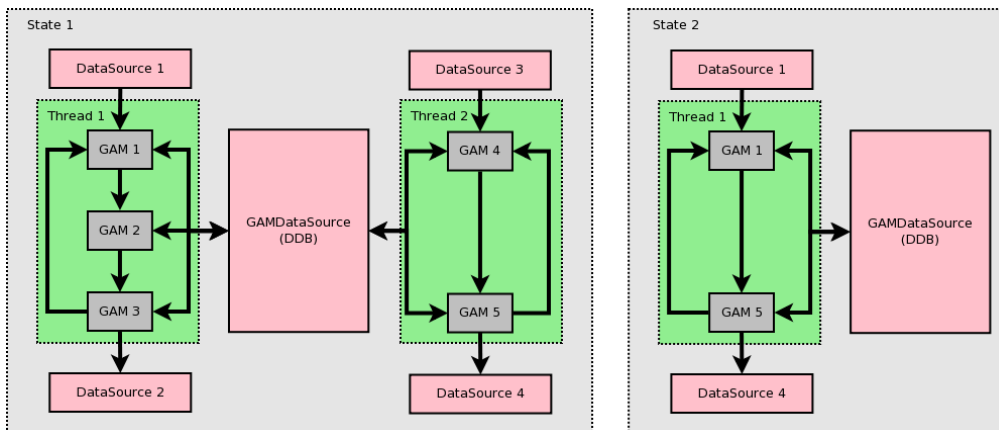 State 1
DataSource 1
Thread 1
GAM 1
GAM 2
GAM 3
DataSource 2
GAMDataSource
(DDB)
DataSource 3
Thread 2
GAM 4
GAM 5
DataSource 4
State 2
DataSource 1
Thread 1
GAM 1
GAM 5
DataSource 4
GAMDataSource
(DDB)